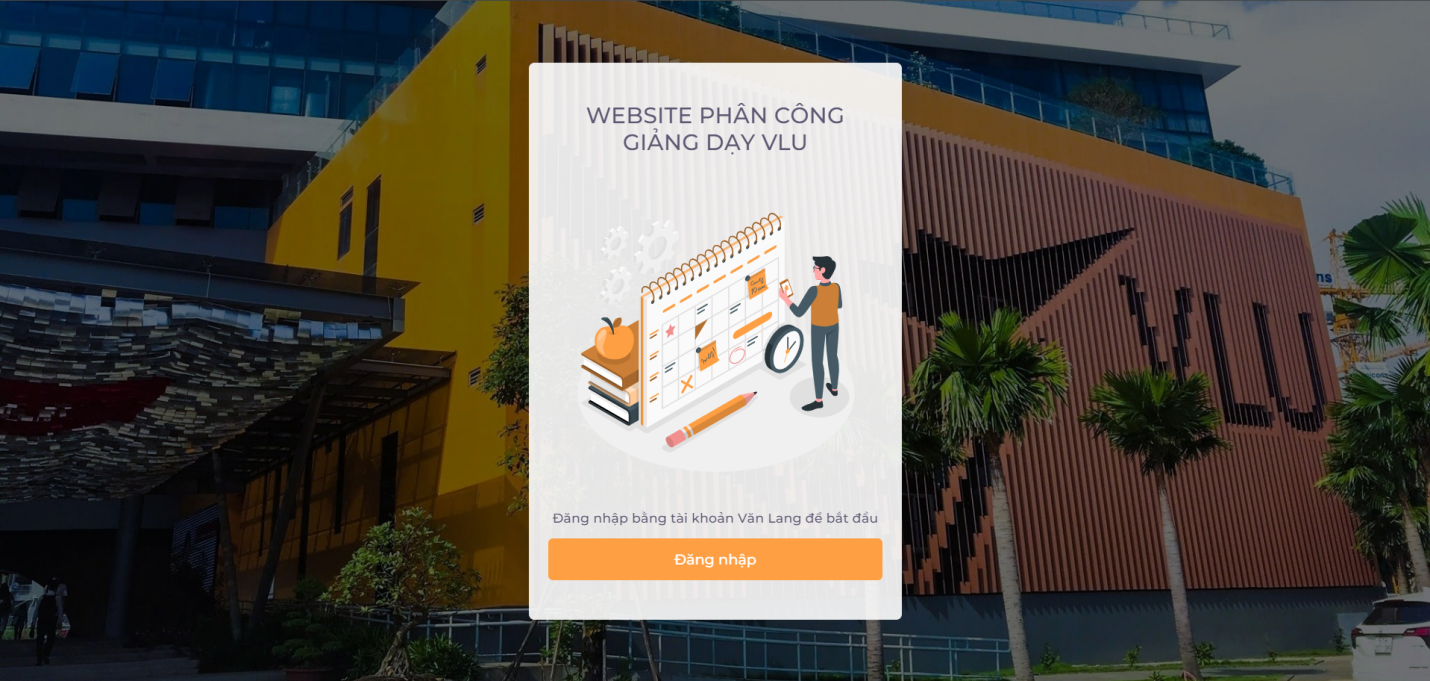 WEBSITE PHÂN CÔNG
GIẢNG DẠY VLU
Đăng nhập bằng tài khoản Văn Lang để bắt đầu
Đăng nhập
VLU